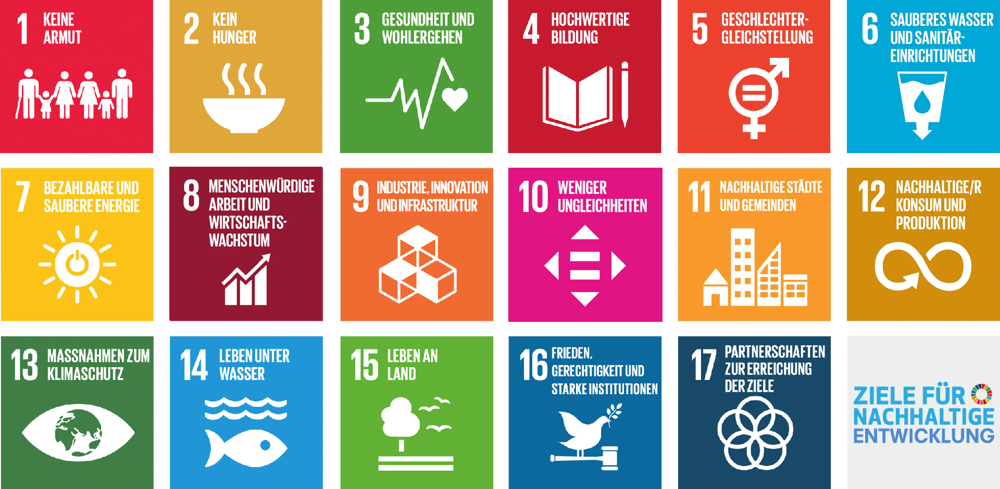 1 KEINE
ARMUT
2 KEIN
HUNGER
3 GESUNDHEIT UND
WOHLERGEHEN
4 HOCHWERTIGE
BILDUNG
5 GESCHLECHTER-
GLEICHSTELLUNG
6 SAUBERES WASSER
UND SANITÄR-
EINRICHTUNGEN
7 BEZAHLBARE UND
SAUBERE ENERGIE
8 MENSCHENWÜRDIGE
ARBEIT UND
WIRTSCHAFTS-
WACHSTUM
9 INDUSTRIE, INNOVATION
UND INFRASTRUKTUR
10 WENIGER
UNGLEICHHEITEN
11 NACHHALTIGE STÄDTE
UND GEMEINDEN
12 NACHHALTIGE/R
KONSUM UND
PRODUKTION
13 MASSNAHMEN ZUM
KLIMASCHUTZ
14 LEBEN UNTER
WASSER
15 LEBEN AN
LAND
16 FRIEDEN,
GERECHTIGKEIT UND
STARKE INSTITUTIONEN
17 PARTNERSCHAFTEN
ZUR ERREICHUNG
DER ZIELE
ZIELE FÜR
NACHHALTIGE
ENTWICKLUNG